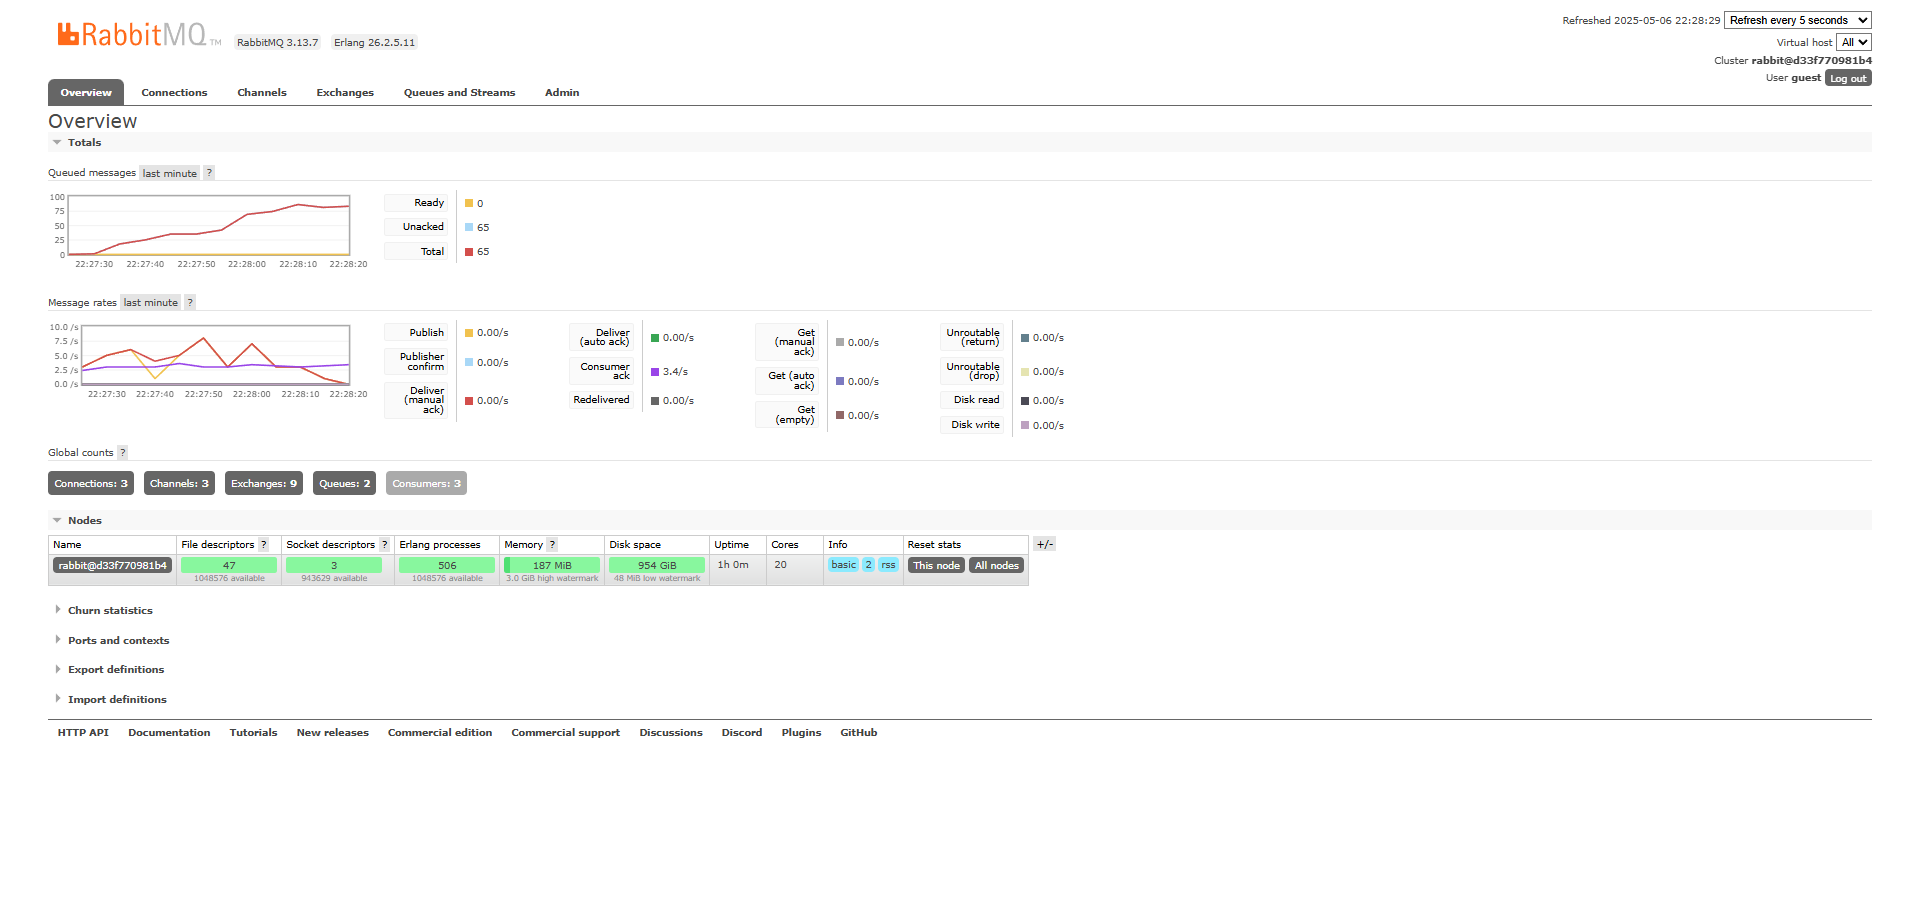 RabbitMQ TM RabbitMQ 3.13.7 Erlang 26.2.5.11
Refreshed 2025-05-06 22:28:29 Refresh every 5 seconds
Virtual host All
Cluster rabbit@d33f770981b4
User guest Log out
Overview Connections Channels Exchanges Queues and Streams Admin
Overview
Totals
Queued messages last minute ?
100
75
50
25
0
22:27:30 22:27:40 22:27:50 22:28:00 22:28:10 22:28:20
Ready 0
Unacked 65
Total 65
Message rates last minute ?
10.0 /s
7.5 /s
5.0 /s
2.5 /s
0.0 /s
22:27:30 22:27:40 22:27:50 22:28:00 22:28:10 22:28:20
Publish 0.00/s
Publisher
confirm 0.00/s
Deliver
(manual
ack) 0.00/s
Deliver
(auto ack) 0.00/s
Consumer
ack 3.4/s
Redelivered 0.00/s
Get
(manual
ack) 0.00/s
Get (auto
ack) 0.00/s
Get
(empty) 0.00/s
Unroutable
(return) 0.00/s
Unroutable
(drop) 0.00/s
Disk read 0.00/s
Disk write 0.00/s
Global counts ?
Connections: 3 Channels: 3 Exchanges: 9 Queues: 2 Consumers: 3
Nodes
Name File descriptors ? Socket descriptors ? Erlang processes Memory ? Disk space Uptime Cores Info Reset stats +/-
rabbit@d33f770981b4 47 3 506 187 MiB 954 GiB 1h 0m 20 basic 2 rss This node All nodes
1048576 available 943629 available 1048576 available 3.0 GiB high watermark 48 MiB low watermark
Churn statistics
Ports and contexts
Export definitions
Import definitions
HTTP API Documentation Tutorials New releases Commercial edition Commercial support Discussions Discord Plugins GitHub